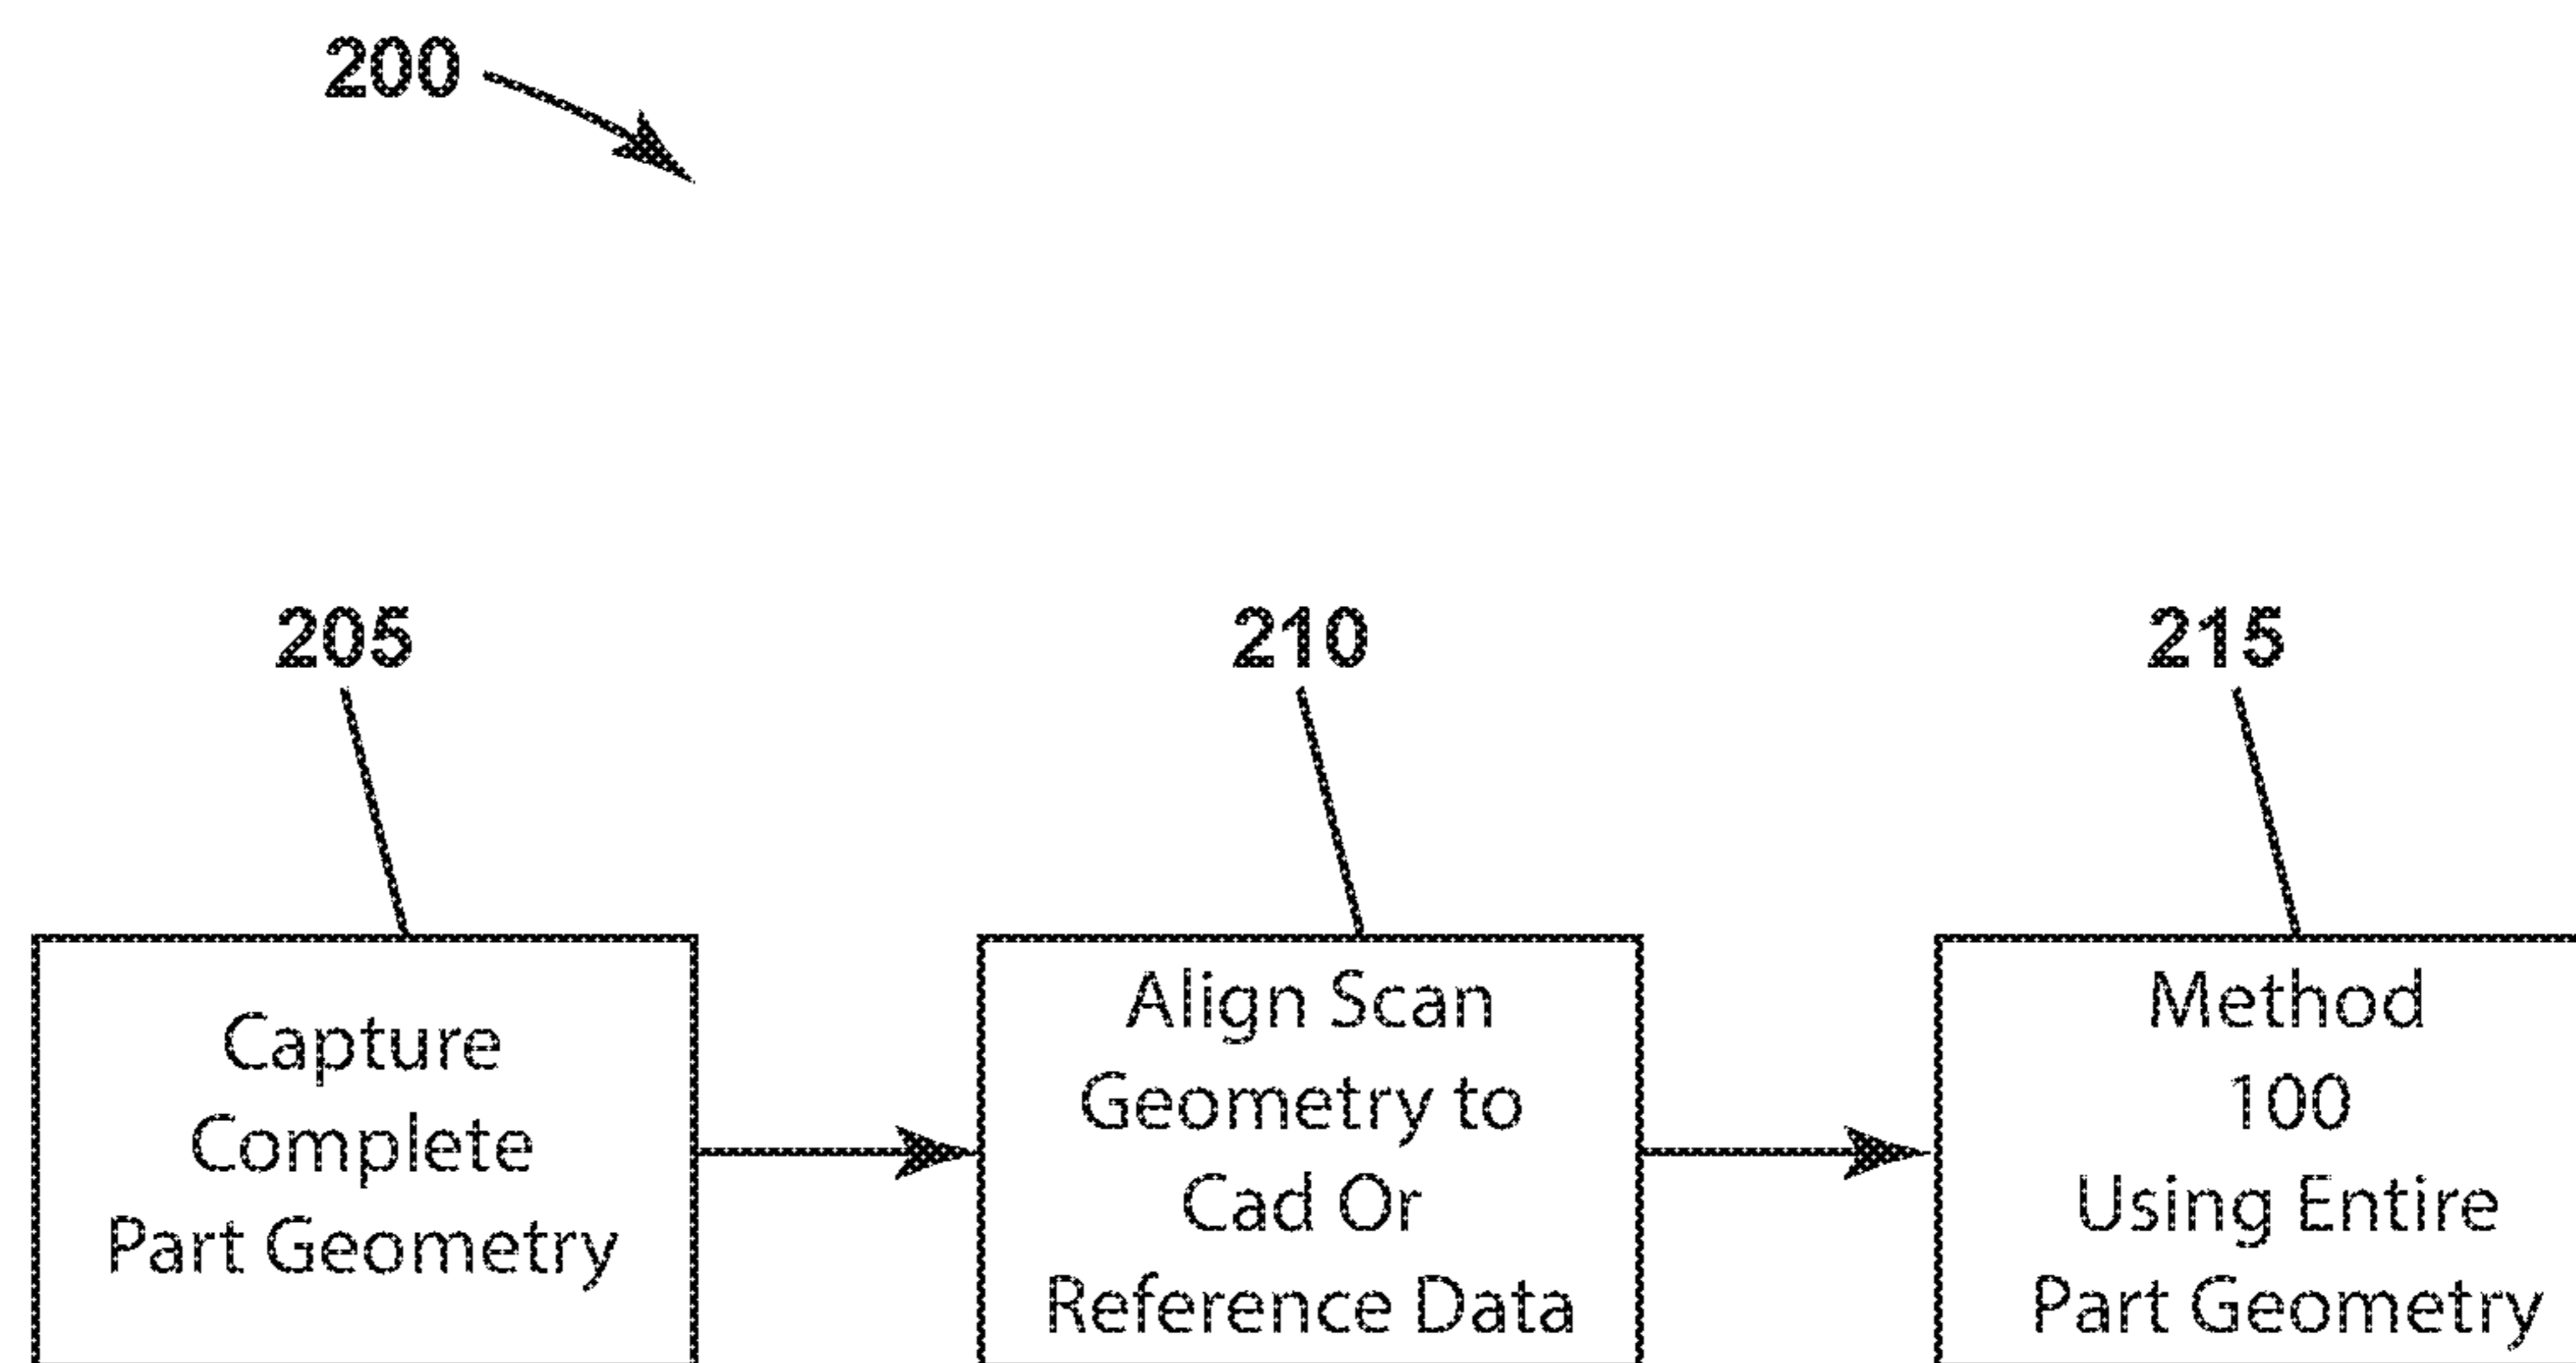 200
205
210
215
Capture
Complete
Part Geometry
Align Scan
Geometry to
Cad Or
Reference Data
Method
100
Using Entire
Part Geometry